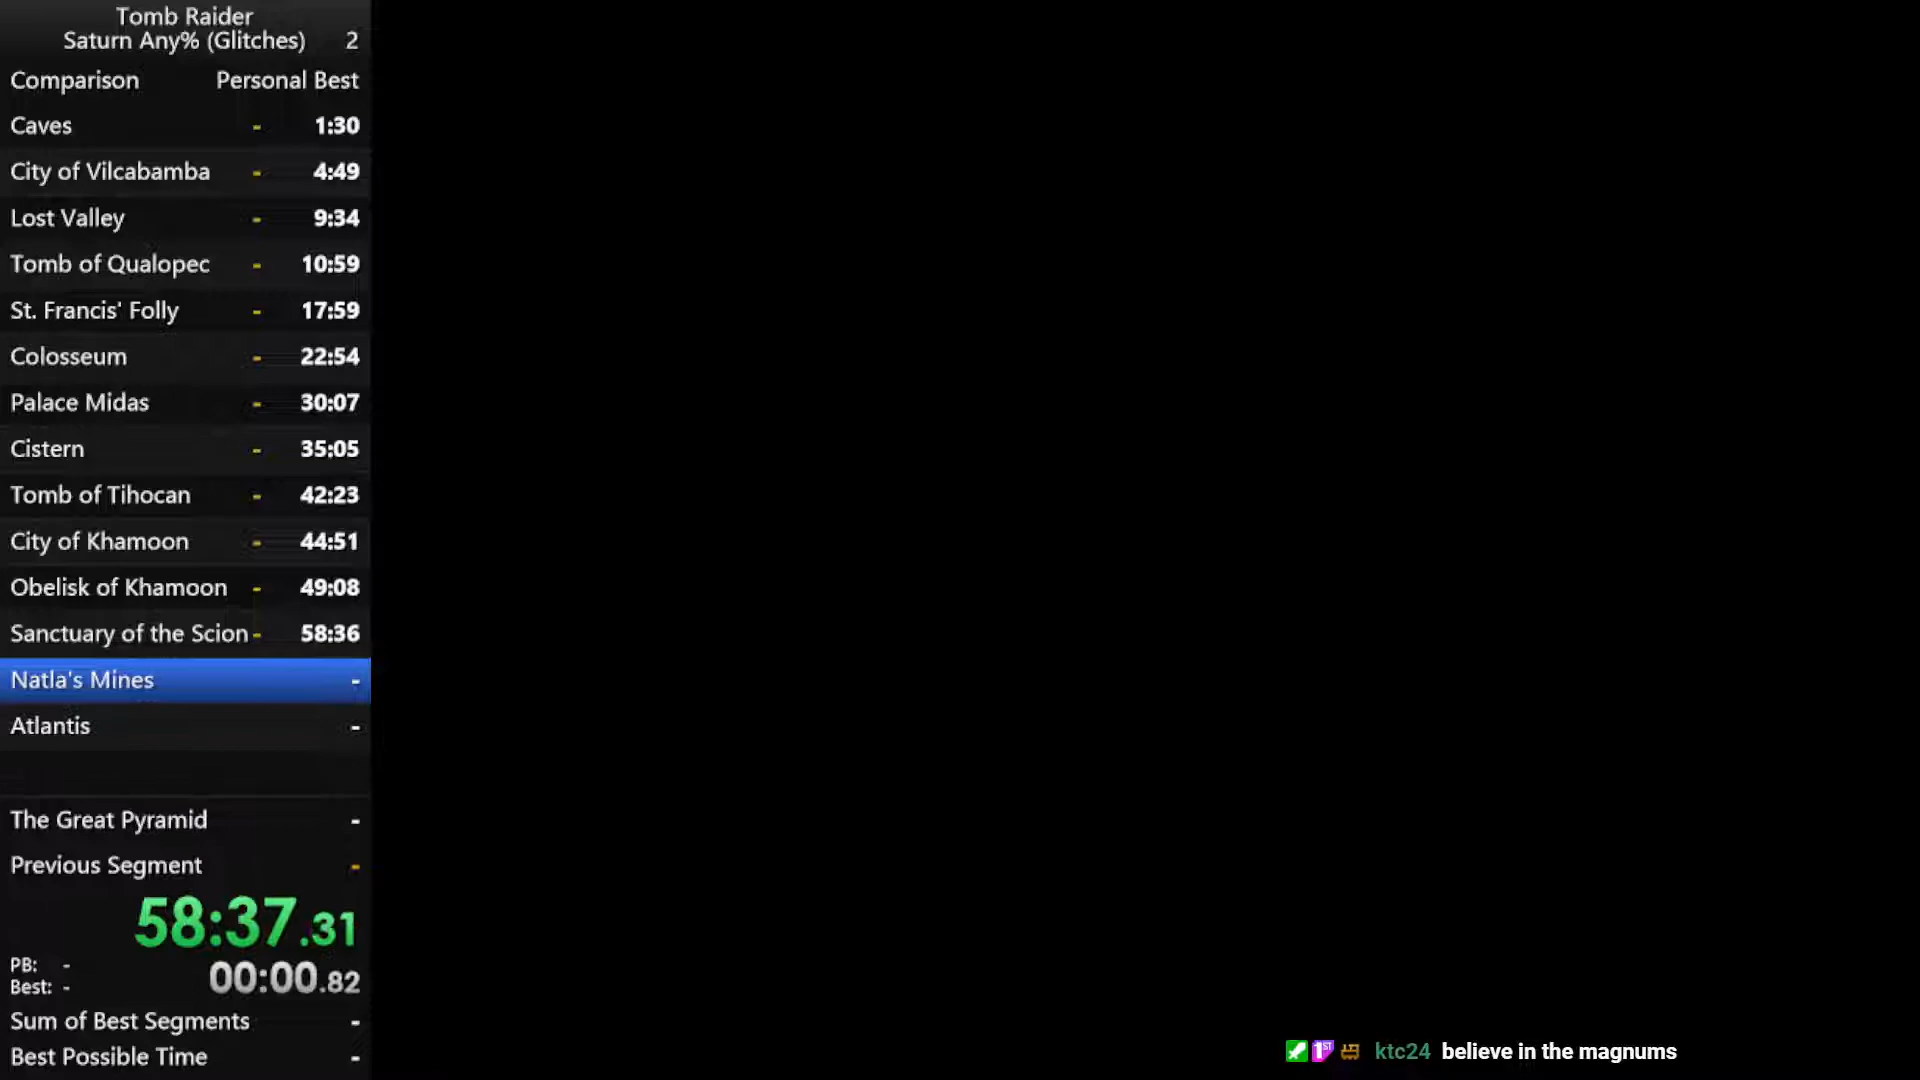 Tomb Raider
Saturn Any% (Glitches) 2
Comparison Personal Best
Caves - 1:30
City of Vilcabamba - 4:49
Lost Valley - 9:34
Tomb of Qualopec - 10:59
St. Francis' Folly - 17:59
Colosseum - 22:54
Palace Midas - 30:07
Cistern - 35:05
Tomb of Tihocan - 42:23
City of Khamoon - 44:51
Obelisk of Khamoon - 49:08
Sanctuary of the Scion - 58:36
Natla's Mines -
Atlantis -
The Great Pyramid -
Previous Segment -
58:37.31
PB: -
Best: -
00:00.82
Sum of Best Segments -
Best Possible Time -
1ST ktc24 believe in the magnums